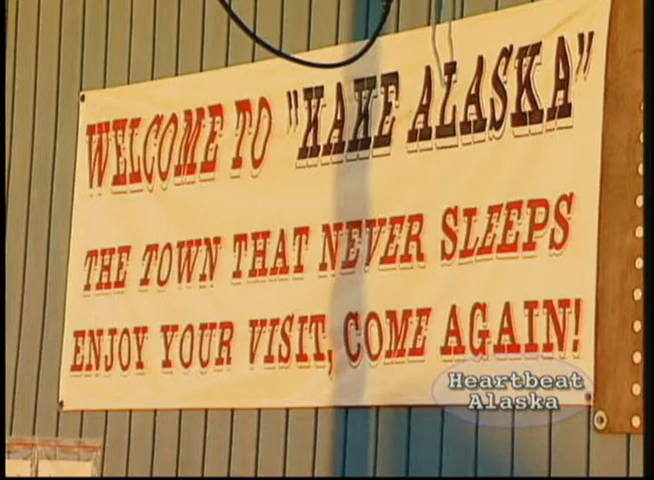 WELCOME TO "KAKE ALASKA"
THE TOWN THAT NEVER SLEEPS
ENJOY YOUR VISIT, COME AGAIN!
Heartbeat
Alaska